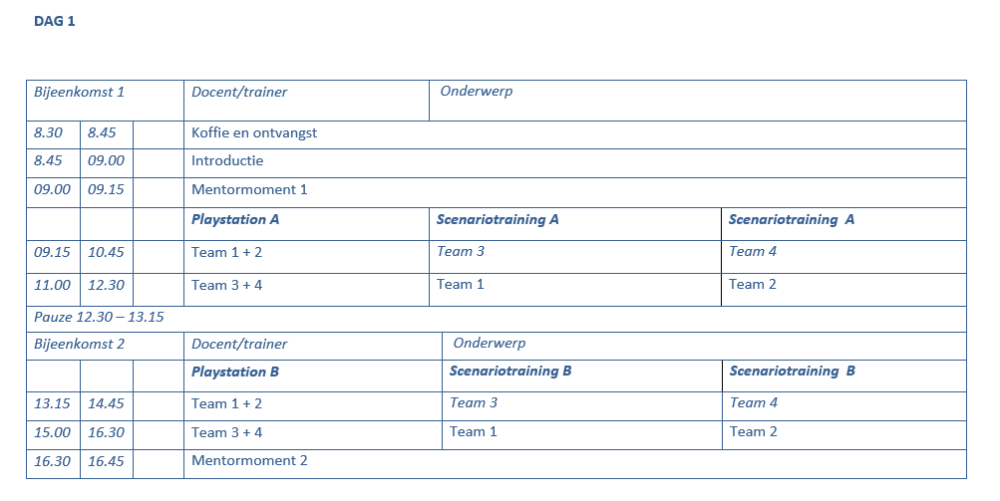 DAG 1
Bijeenkomst 1 Docent/trainer Onderwerp
8.30 8.45 Koffie en ontvangst
8.45 09.00 Introductie
09.00 09.15 Mentormoment 1
Playstation A Scenariotraining A Scenariotraining A
09.15 10.45 Team 1 + 2 Team 3 Team 4
11.00 12.30 Team 3 + 4 Team 1 Team 2
Pauze 12.30 – 13.15
Bijeenkomst 2 Docent/trainer Onderwerp
Playstation B Scenariotraining B Scenariotraining B
13.15 14.45 Team 1 + 2 Team 3 Team 4
15.00 16.30 Team 3 + 4 Team 1 Team 2
16.30 16.45 Mentormoment 2